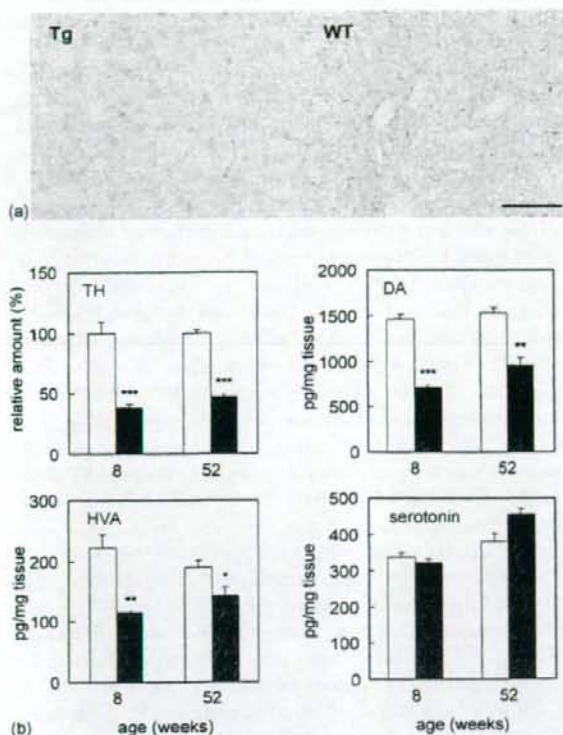 Tg WT
(a)
150
100
50
0
relative amount (%)
TH
***
***
8 52
2000
1500
1000
500
0
pg/mg tissue
DA
***
**
8 52
300
200
100
0
pg/mg tissue
HVA
**
*
8 52
age (weeks)
500
400
300
200
100
0
pg/mg tissue
serotonin
8 52
age (weeks)
(b)